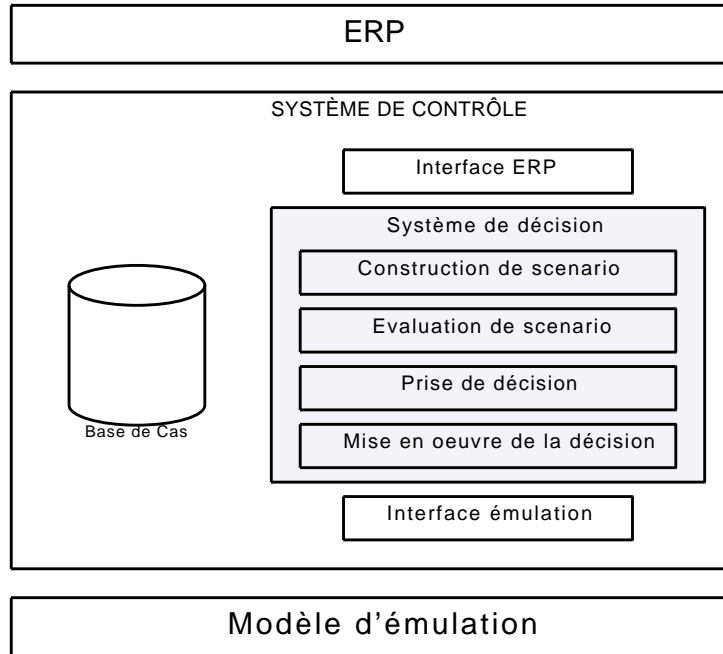 ERP
SYSTÈME DE CONTRÔLE
Interface ERP
Système de décision
Construction de scenario
Evaluation de scenario
Prise de décision
Mise en oeuvre de la décision
Base de Cas
Interface émulation
Modèle d’émulation